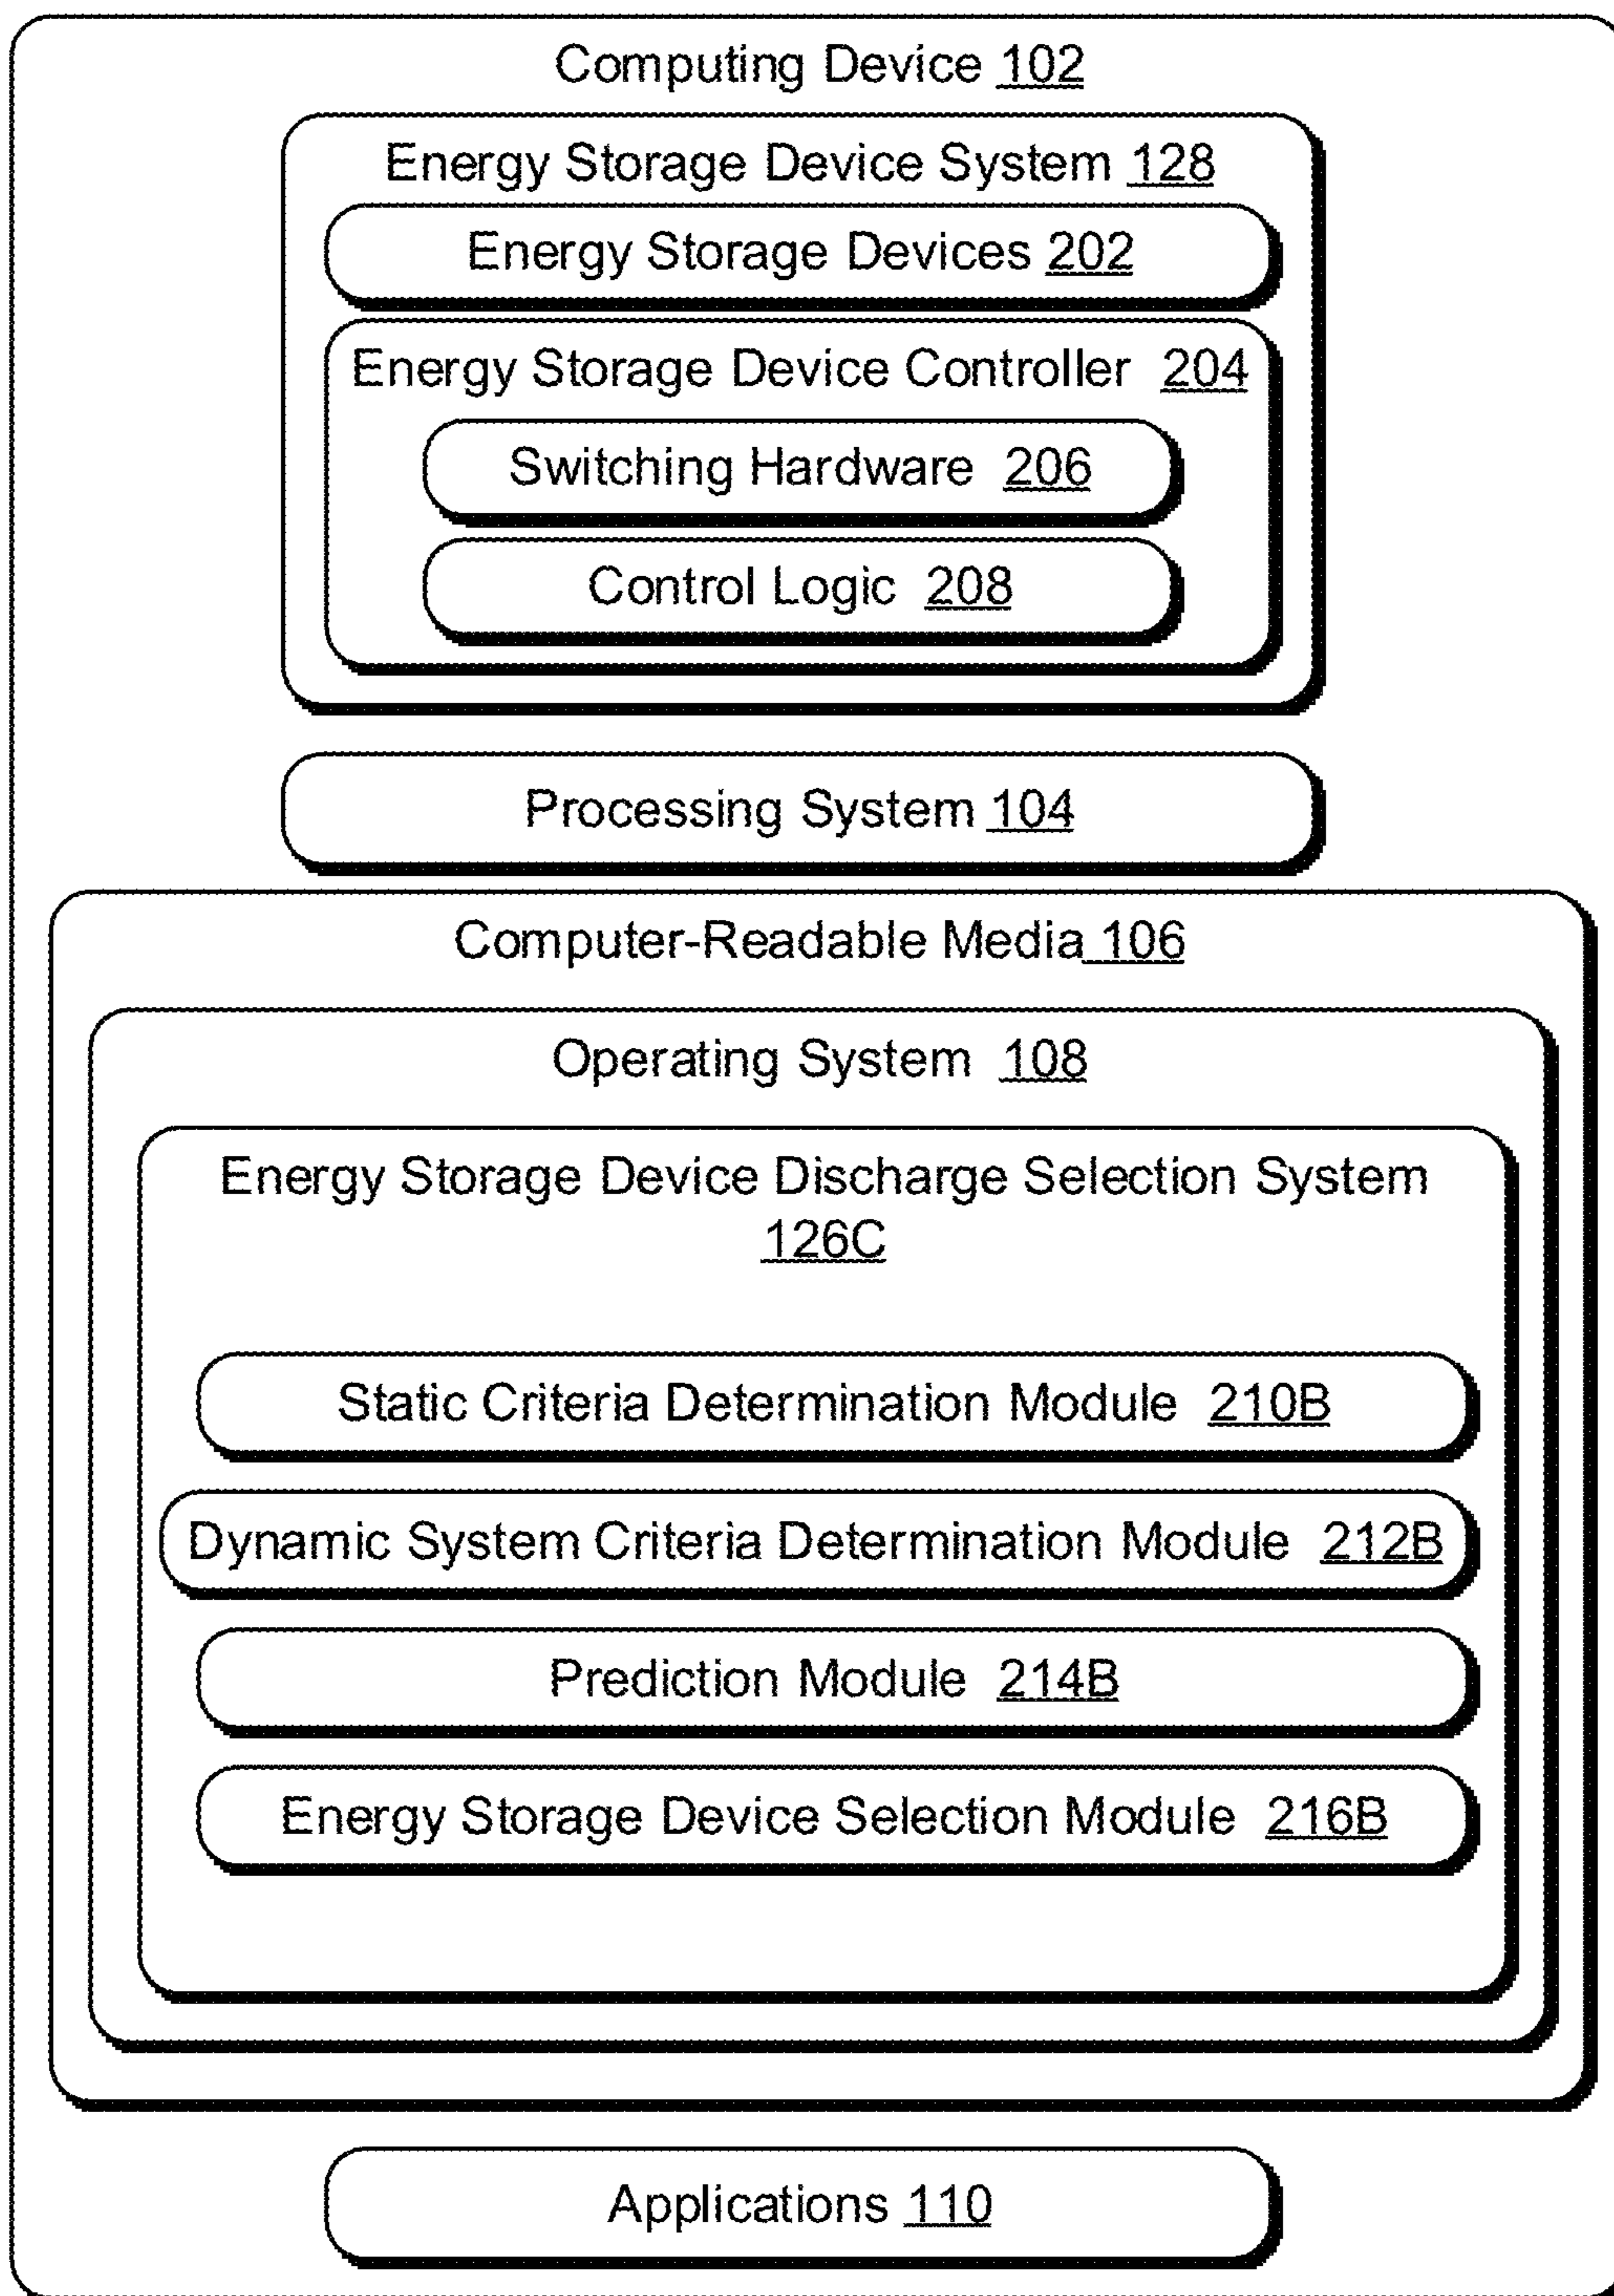 Computing Device 102
Energy Storage Device System 128
Energy Storage Devices 202
Energy Storage Device Controller 204
Switching Hardware 206
Control Logic 208
Processing System 104
Computer-Readable Media 106
Operating System 108
Energy Storage Device Discharge Selection System
126C
Static Criteria Determination Module 210B
Dynamic System Criteria Determination Module 212B
Prediction Module 214B
Energy Storage Device Selection Module 216B
Applications 110